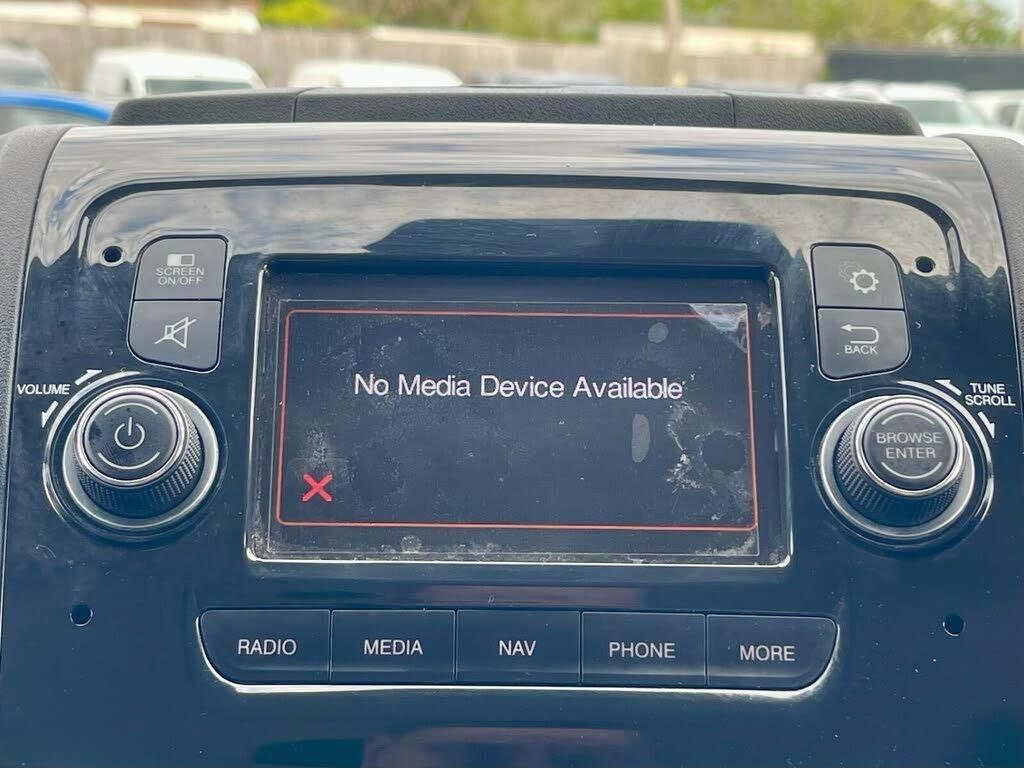 SCREEN
ON/OFF
VOLUME
No Media Device Available
BACK
TUNE
SCROLL
BROWSE
ENTER
RADIO
MEDIA
NAV
PHONE
MORE